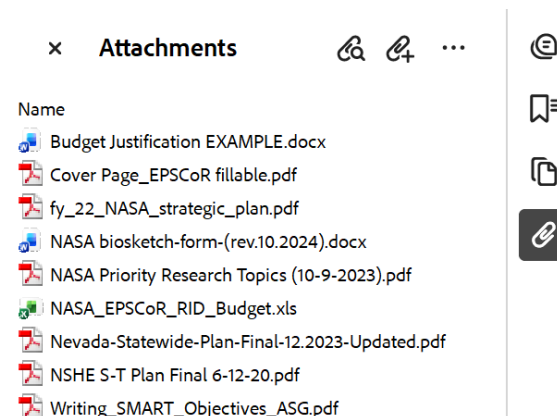 Attachments
Name
Budget Justification EXAMPLE.docx
Cover Page_EPSCoR fillable.pdf
fy_22_NASA_strategic_plan.pdf
NASA biosketch-form-(rev.10.2024).docx
NASA Priority Research Topics (10-9-2023).pdf
NASA_EPSCoR_RID_Budget.xls
Nevada-Statewide-Plan-Final-12.2023-Updated.pdf
NSHE S-T Plan Final 6-12-20.pdf
Writing_SMART_Objectives_ASG.pdf